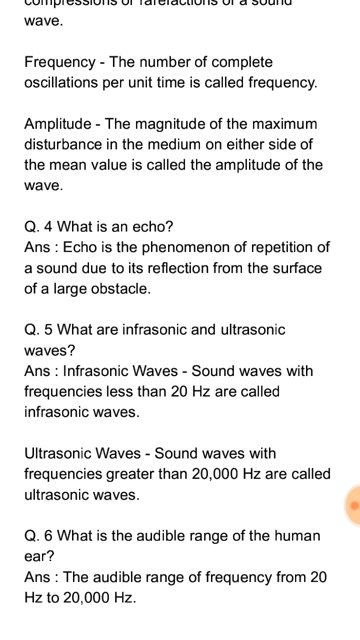 compressions or rarefactions of a sound
wave.
Frequency - The number of complete
oscillations per unit time is called frequency.
Amplitude - The magnitude of the maximum
disturbance in the medium on either side of
the mean value is called the amplitude of the
wave.
Q. 4 What is an echo?
Ans : Echo is the phenomenon of repetition of
a sound due to its reflection from the surface
of a large obstacle.
Q. 5 What are infrasonic and ultrasonic
waves?
Ans : Infrasonic Waves - Sound waves with
frequencies less than 20 Hz are called
infrasonic waves.
Ultrasonic Waves - Sound waves with
frequencies greater than 20,000 Hz are called
ultrasonic waves.
Q. 6 What is the audible range of the human
ear?
Ans : The audible range of frequency from 20
Hz to 20,000 Hz.